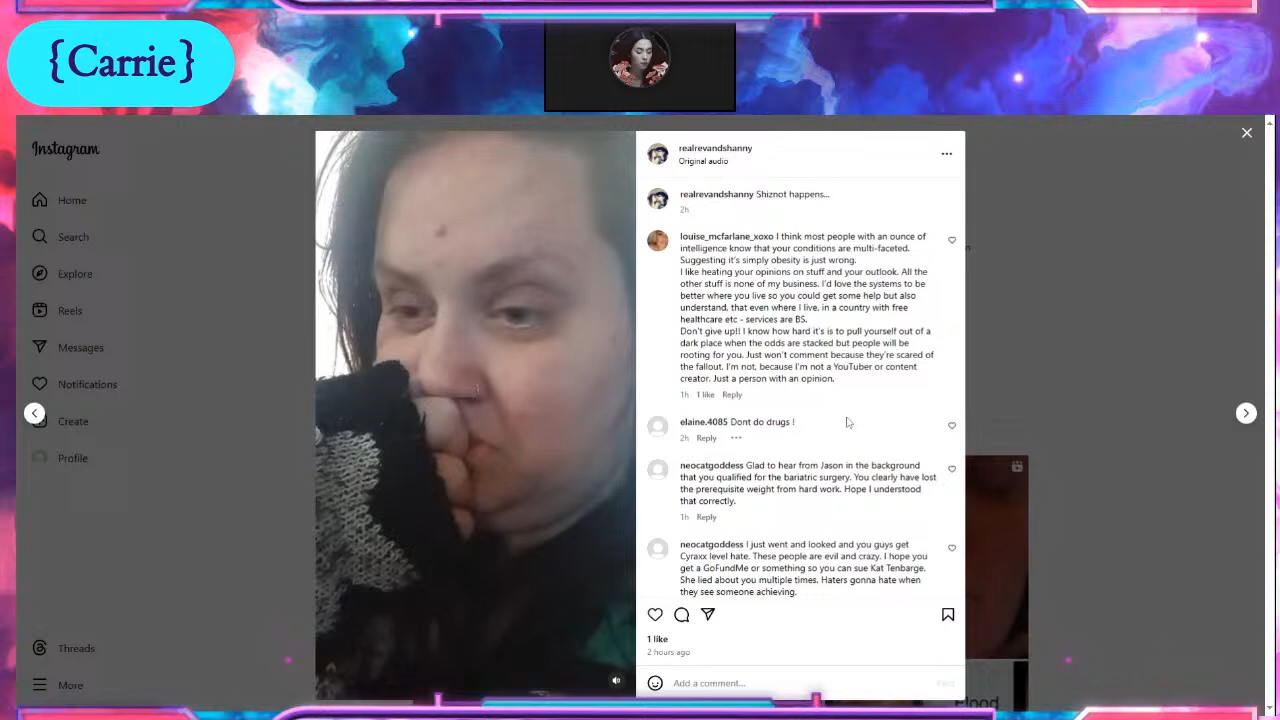 {Carrie}
Instagram
Home
Search
Explore
Reels
Messages
Notifications
Create
Profile
Threads
More
realrevandshanny
Original audio
realrevandshanny Shiznot happens...
2h
louise_mcfarlane_xoxo I think most people with an ounce of
intelligence know that your conditions are multi-faceted.
Suggesting it's simply obesity is just wrong.
I like heating your opinions on stuff and your outlook. All the
other stuff is none of my business. I'd love the systems to be
better where you live so you could get some help but also
understand, that even where I live, in a country with free
healthcare etc - services are BS.
Don't give up!! I know how hard it's is to pull yourself out of a
dark place when the odds are stacked but people will be
rooting for you. Just won't comment because they're scared of
the fallout. I'm not, because I'm not a YouTuber or content
creator. Just a person with an opinion.
1h 1 like Reply
elaine.4085 Dont do drugs !
2h Reply
neocatgoddess Glad to hear from Jason in the background
that you qualified for the bariatric surgery. You clearly have lost
the prerequisite weight from hard work. Hope I understood
that correctly.
1h Reply
neocatgoddess I just went and looked and you guys get
Cyraxx level hate. These people are evil and crazy. I hope you
get a GoFundMe or something so you can sue Kat Tenbarge.
She lied about you multiple times. Haters gonna hate when
they see someone achieving.
1 like
2 hours ago
Add a comment...
Post